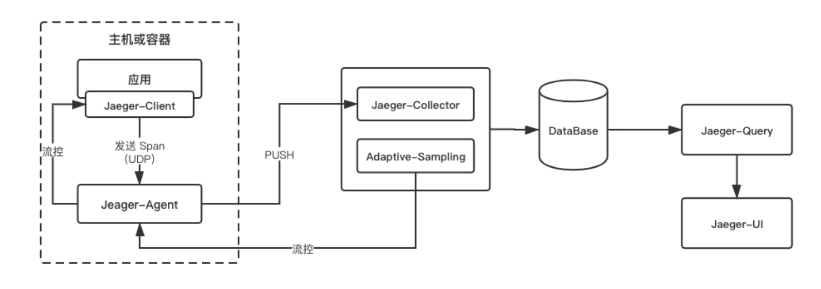 主机或容器
应用
Jaeger-Client
流控
发送 Span
(UDP)
Jeager-Agent
PUSH
流控
Jaeger-Collector
Adaptive-Sampling
DataBase
Jaeger-Query
Jaeger-UI